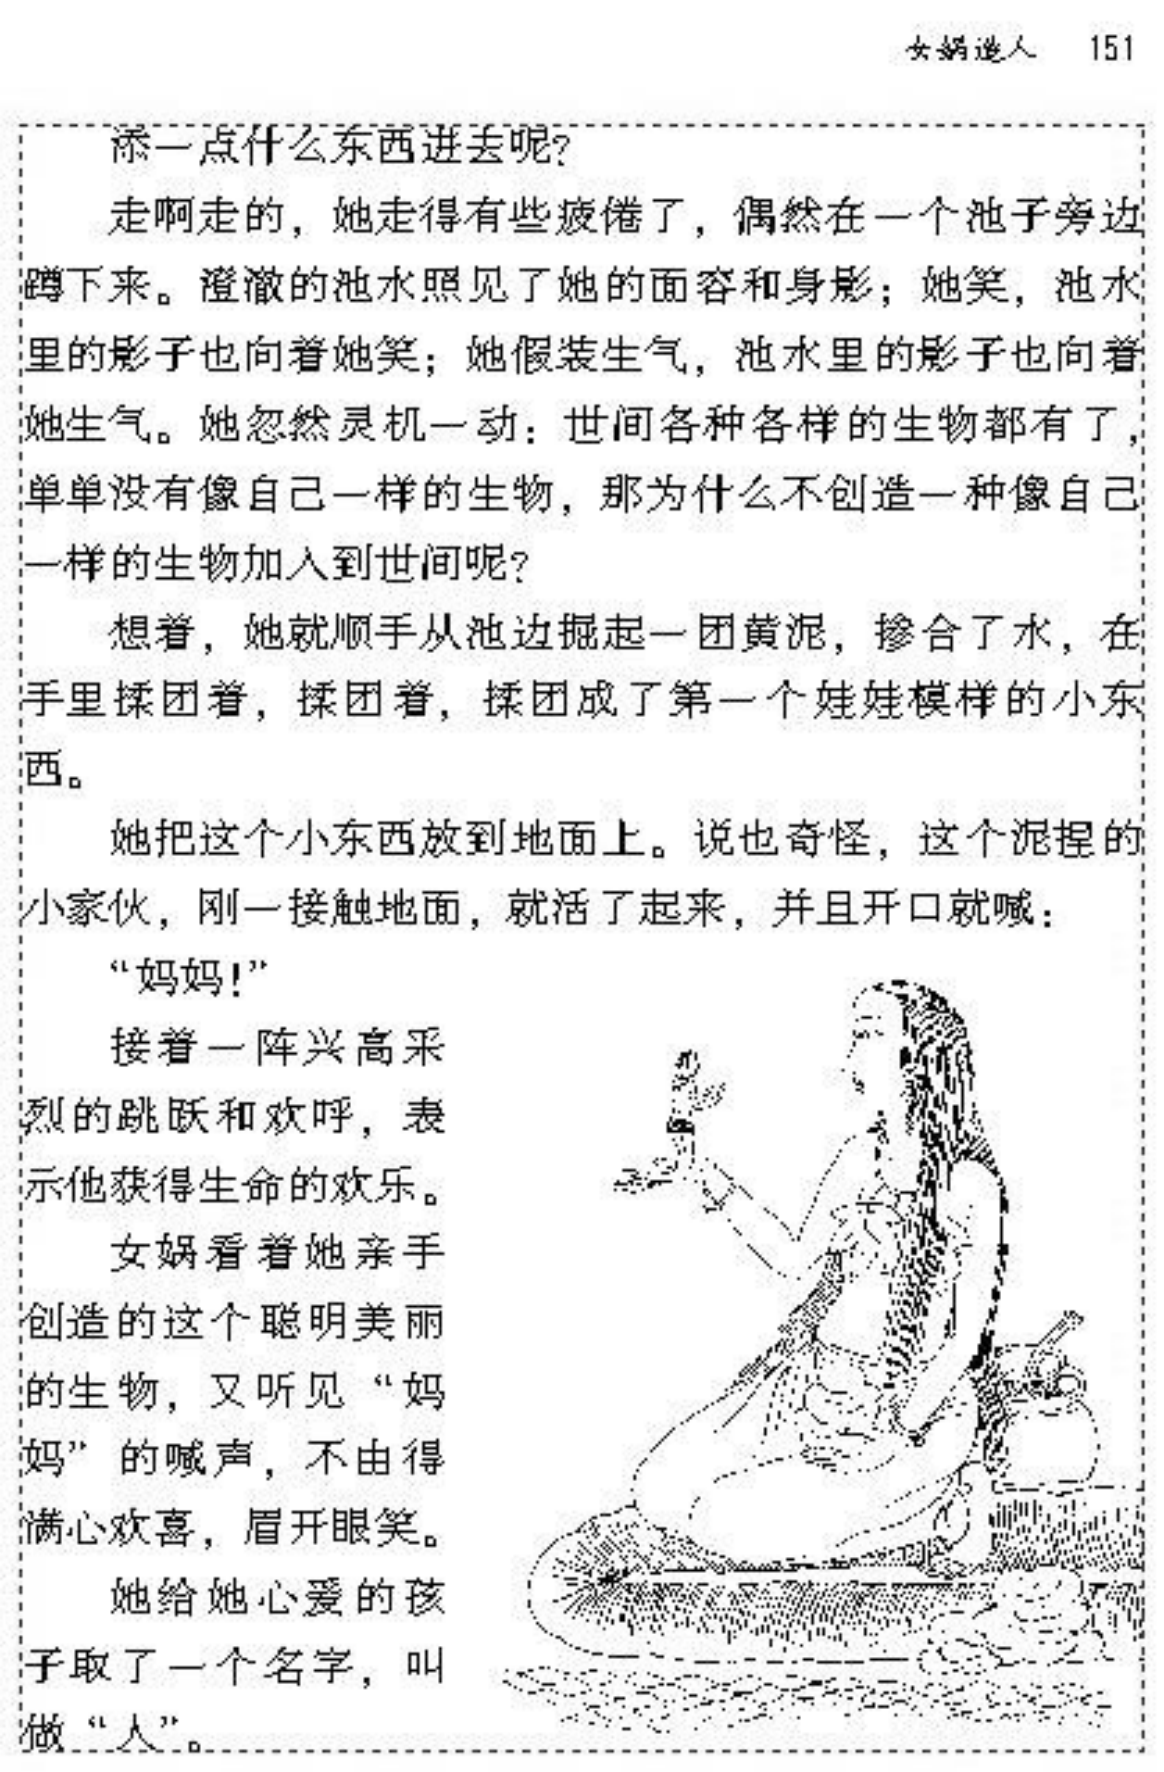 女娲造人 151
添一点什么东西进去呢?
走啊走的，她走得有些疲倦了，偶然在一个池子旁边
蹲下来。澄澈的池水照见了她的面容和身影；她笑，池水
里的影子也向着她笑；她假装生气，池水里的影子也向着
她生气。她忽然灵机一动：世间各种各样的生物都有了，
单单没有像自己一样的生物，那为什么不创造一种像自己
一样的生物加入到世间呢?
想着，她就顺手从池边掘起一团黄泥，掺合了水，在
手里揉团着，揉团着，揉团成了第一个娃娃模样的小东
西。
她把这个小东西放到地面上。说也奇怪，这个泥捏的
小家伙，刚一接触地面，就活了起来，并且开口就喊：
“妈妈!”
接着一阵兴高采
烈的跳跃和欢呼，表
示他获得生命的欢乐。
女娲看着她亲手
创造的这个聪明美丽
的生物，又听见“妈
妈”的喊声，不由得
满心欢喜，眉开眼笑。
她给她心爱的孩
子取了一个名字，叫
做“人”。